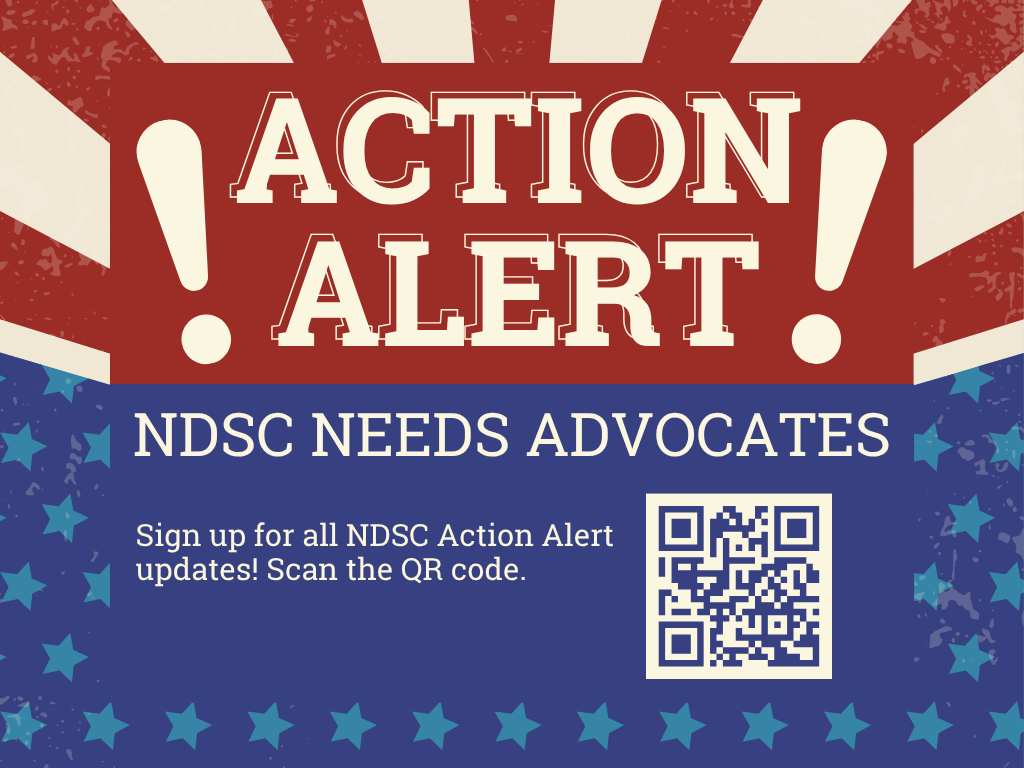 ! ACTION !
ALERT
NDSC NEEDS ADVOCATES
Sign up for all NDSC Action Alert
updates! Scan the QR code.